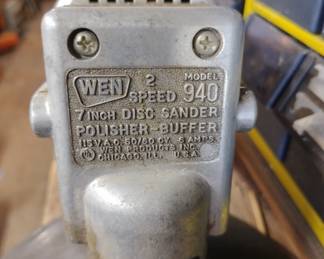 WEN 2 SPEED MODEL 940
7 INCH DISC SANDER
POLISHER-BUFFER
115 V.A.C. 50/60 CY. 5 AMPS.
WEN PRODUCTS INC.
CHICAGO, ILL. U.S.A.